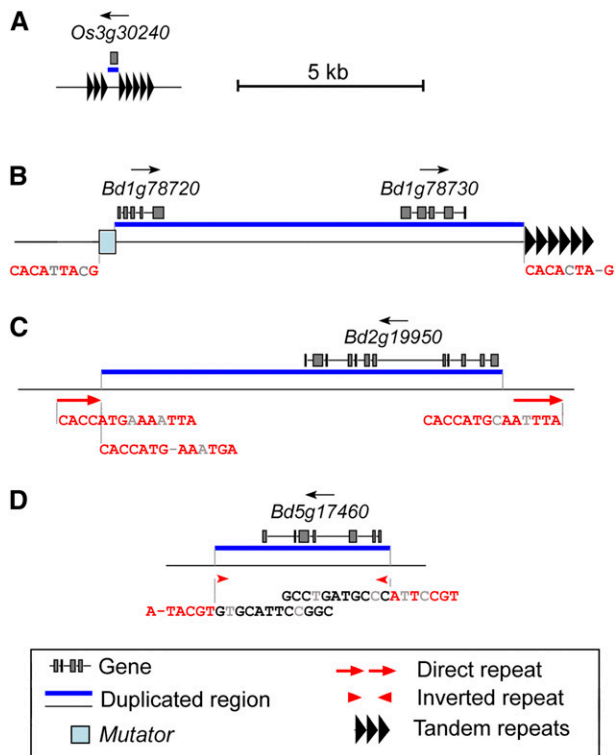 A
Os3g30240
5 kb
B
Bd1g78720
Bd1g78730
CACATTACG
CACACTA-G
C
Bd2g19950
CACCATGAAAATTA
CACCATGCAATTTA
CACCATG-AAATGA
D
Bd5g17460
GCCTGATGCCCATTCCGT
A-TACGTGTGCATTCCGGC
Gene
Direct repeat
Duplicated region
Inverted repeat
Mutator
Tandem repeats